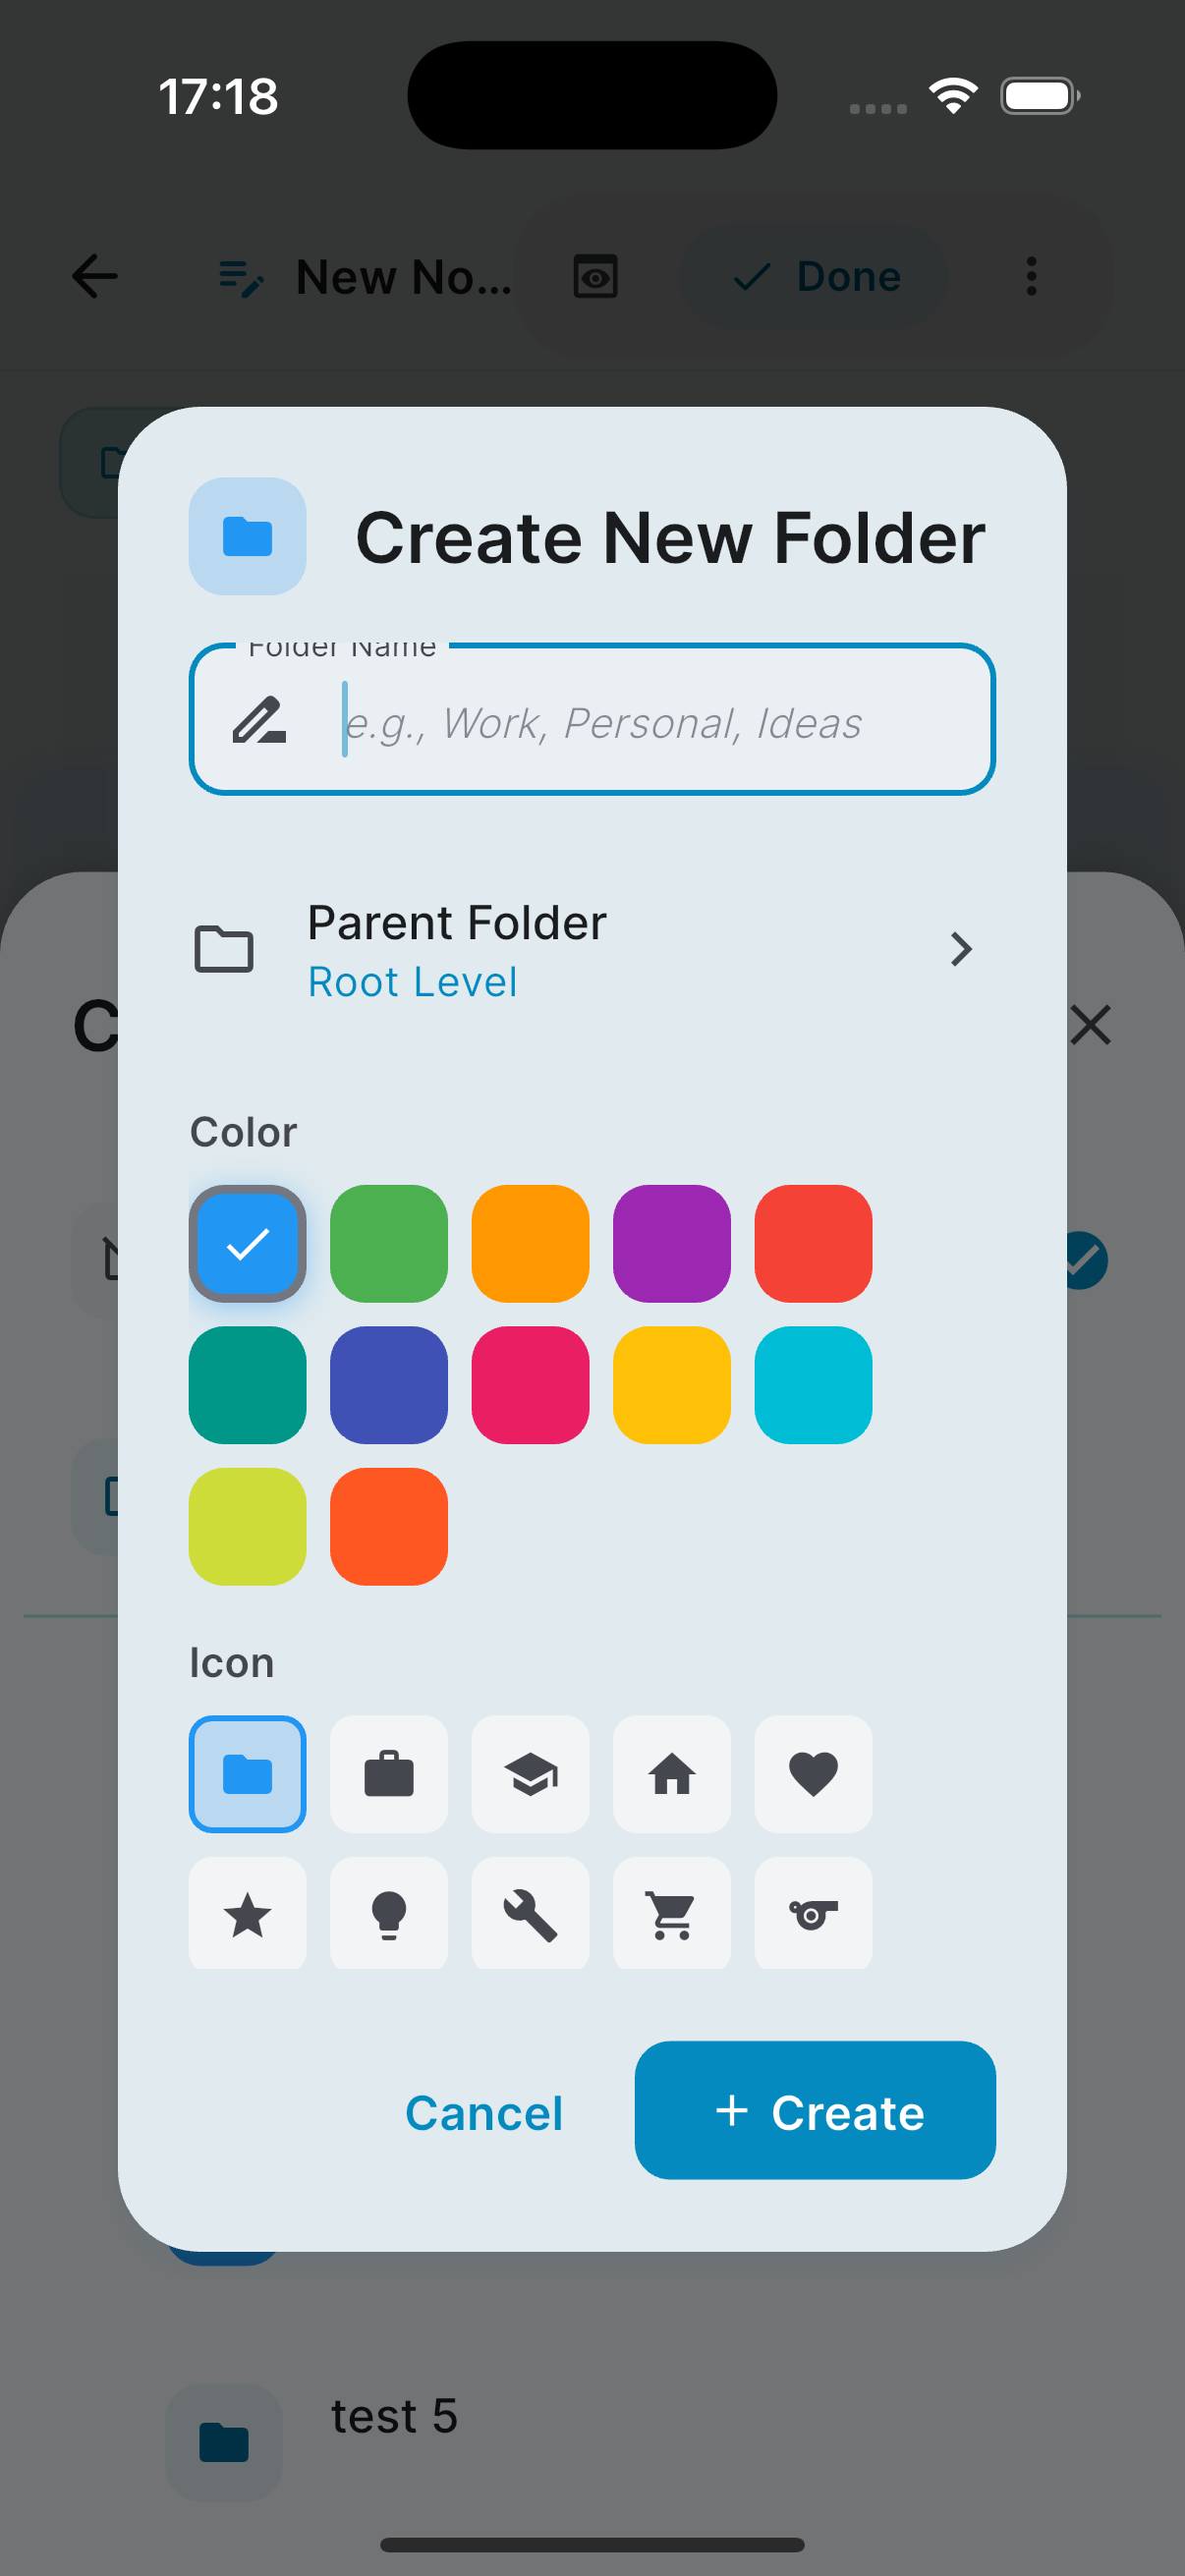 17:18
New No...
Done
Create New Folder
Folder Name
e.g., Work, Personal, Ideas
Parent Folder
Root Level
C
Color
Icon
Cancel
+ Create
test 5